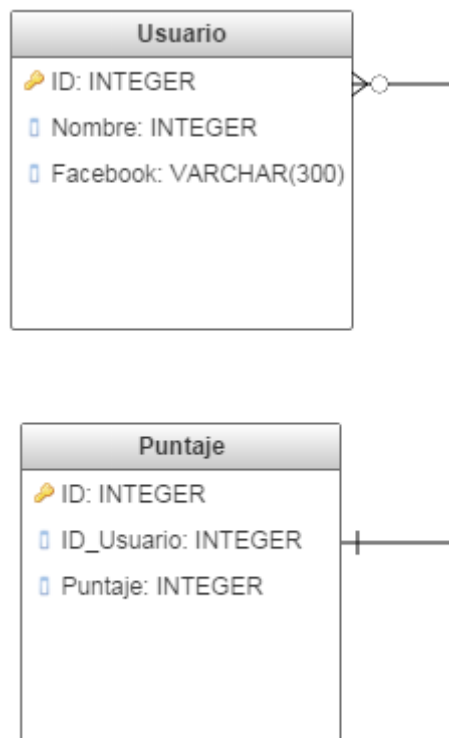 Usuario
ID: INTEGER
Nombre: INTEGER
Facebook: VARCHAR(300)
Puntaje
ID: INTEGER
ID_Usuario: INTEGER
Puntaje: INTEGER